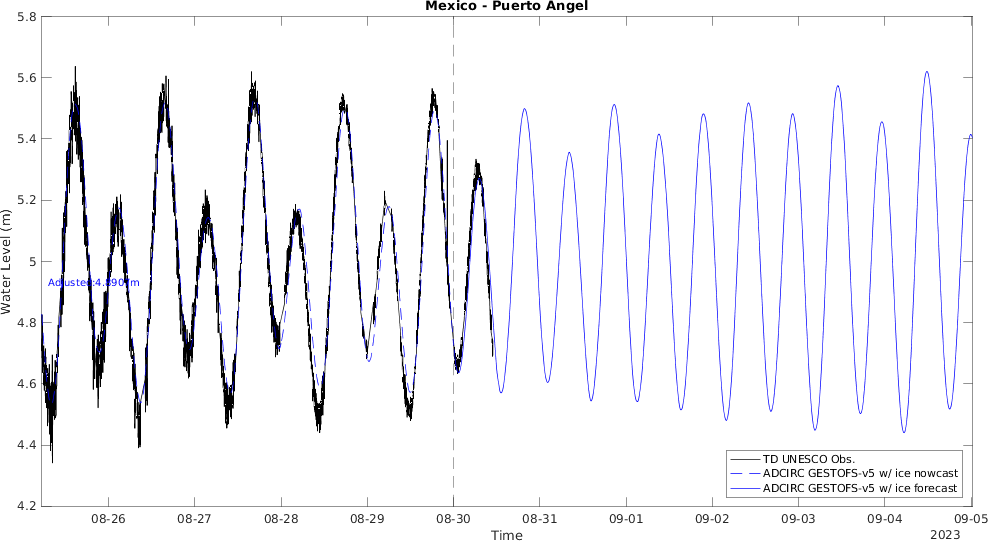 Mexico - Puerto Angel
5.8
5.6
5.4
5.2
5
4.8
4.6
4.4
4.2
Water Level (m)
Adjusted:4.890 m
TD UNESCO Obs.
ADCIRC GESTOFS-v5 w/ ice nowcast
ADCIRC GESTOFS-v5 w/ ice forecast
08-26 08-27 08-28 08-29 08-30 08-31 09-01 09-02 09-03 09-04 09-05
Time
2023